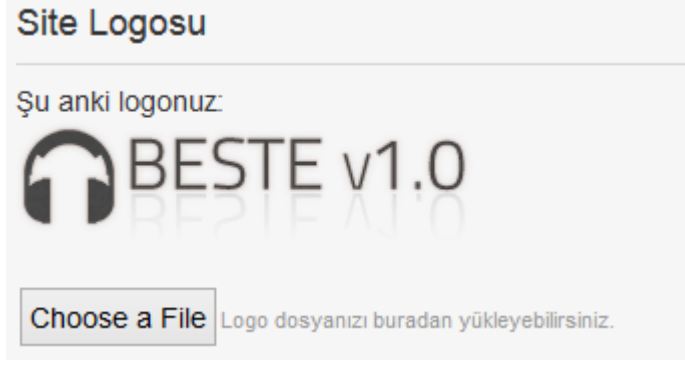 Site Logosu
Şu anki logonuz:
BESTE v1.0
Choose a File Logo dosyanızı buradan yükleyebilirsiniz.